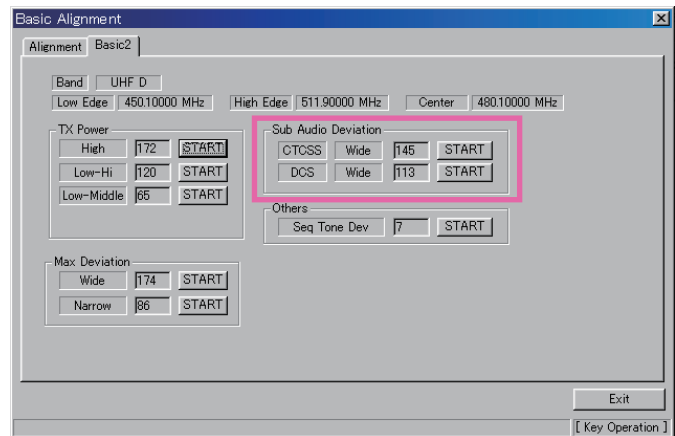 Basic Alignment
Alignment Basic2
Band UHF D
Low Edge 450.10000 MHz High Edge 511.90000 MHz Center 480.10000 MHz
TX Power
High 172 START
Low-Hi 120 START
Low-Middle 65 START
Sub Audio Deviation
CTCSS Wide 145 START
DCS Wide 113 START
Others
Seq Tone Dev 7 START
Max Deviation
Wide 174 START
Narrow 86 START
Exit
[ Key Operation ]